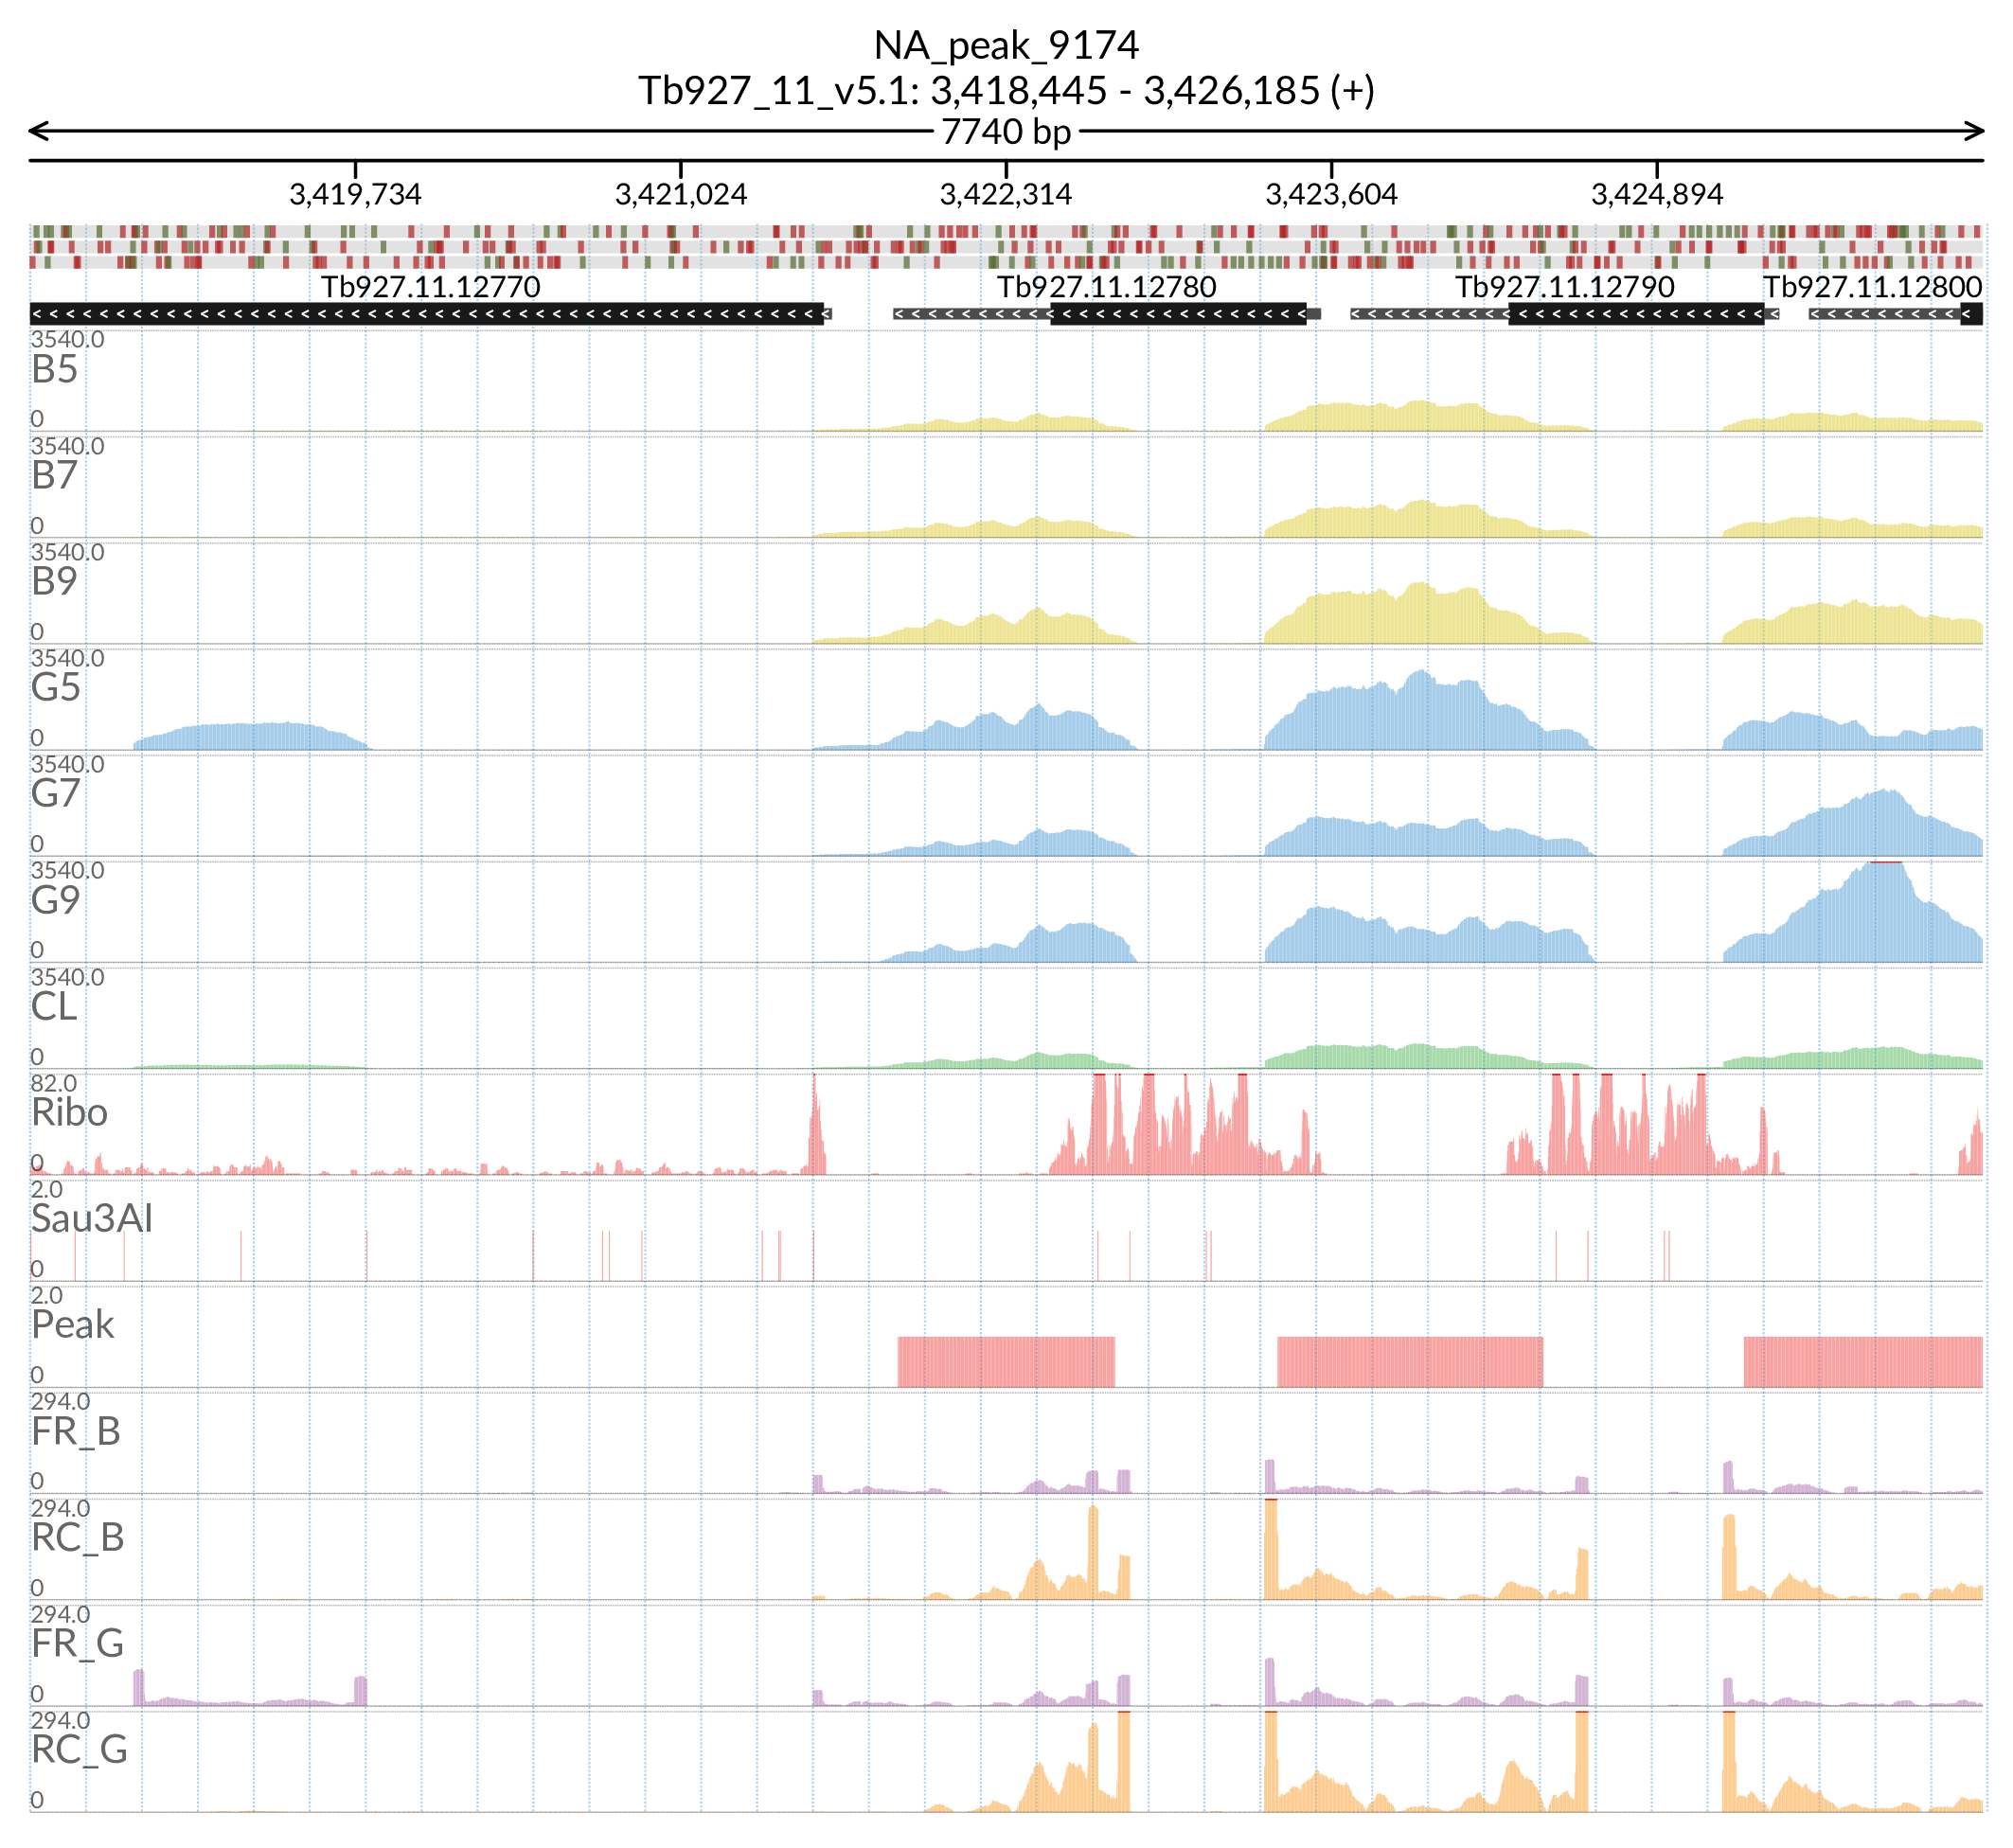 NA_peak_9174
Tb927_11_v5.1: 3,418,445 - 3,426,185 (+)
7740 bp
3,419,734 3,421,024 3,422,314 3,423,604 3,424,894
Tb927.11.12770 Tb927.11.12780 Tb927.11.12790 Tb927.11.12800
3540.0
B5
0
3540.0
B7
0
3540.0
B9
0
3540.0
G5
0
3540.0
G7
0
3540.0
G9
0
3540.0
CL
0
82.0
Ribo
0
2.0
Sau3AI
0
2.0
Peak
0
294.0
FR_B
0
294.0
RC_B
0
294.0
FR_G
0
294.0
RC_G
0